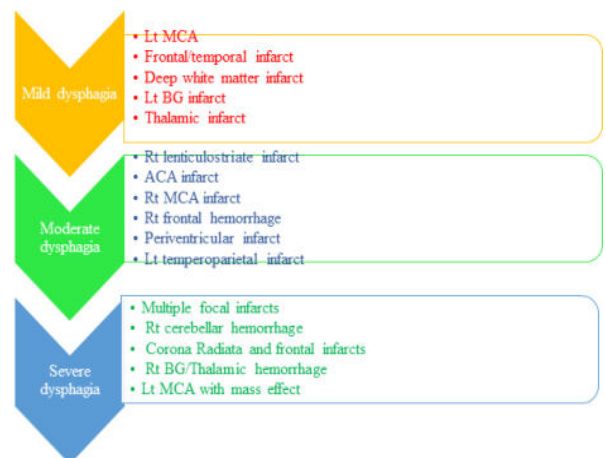 Mild dysphagia
• Lt MCA
• Frontal/temporal infarct
• Deep white matter infarct
• Lt BG infarct
• Thalamic infarct
Moderate
dysphagia
• Rt lenticulostriate infarct
• ACA infarct
• Rt MCA infarct
• Rt frontal hemorrhage
• Periventricular infarct
• Lt temperoparietal infarct
Severe
dysphagia
• Multiple focal infarcts
• Rt cerebellar hemorrhage
• Corona Radiata and frontal infarcts
• Rt BG/Thalamic hemorrhage
• Lt MCA with mass effect